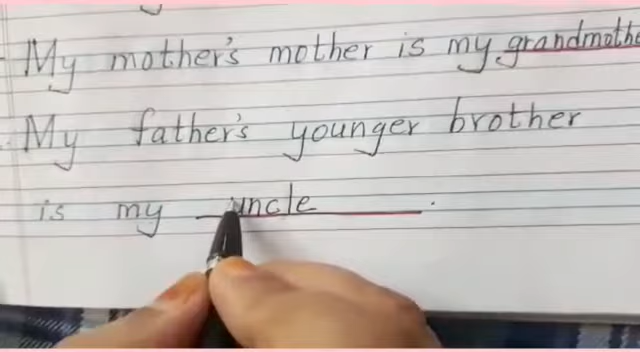 My mother's mother is my grandmothe
My father's younger brother
is my uncle .